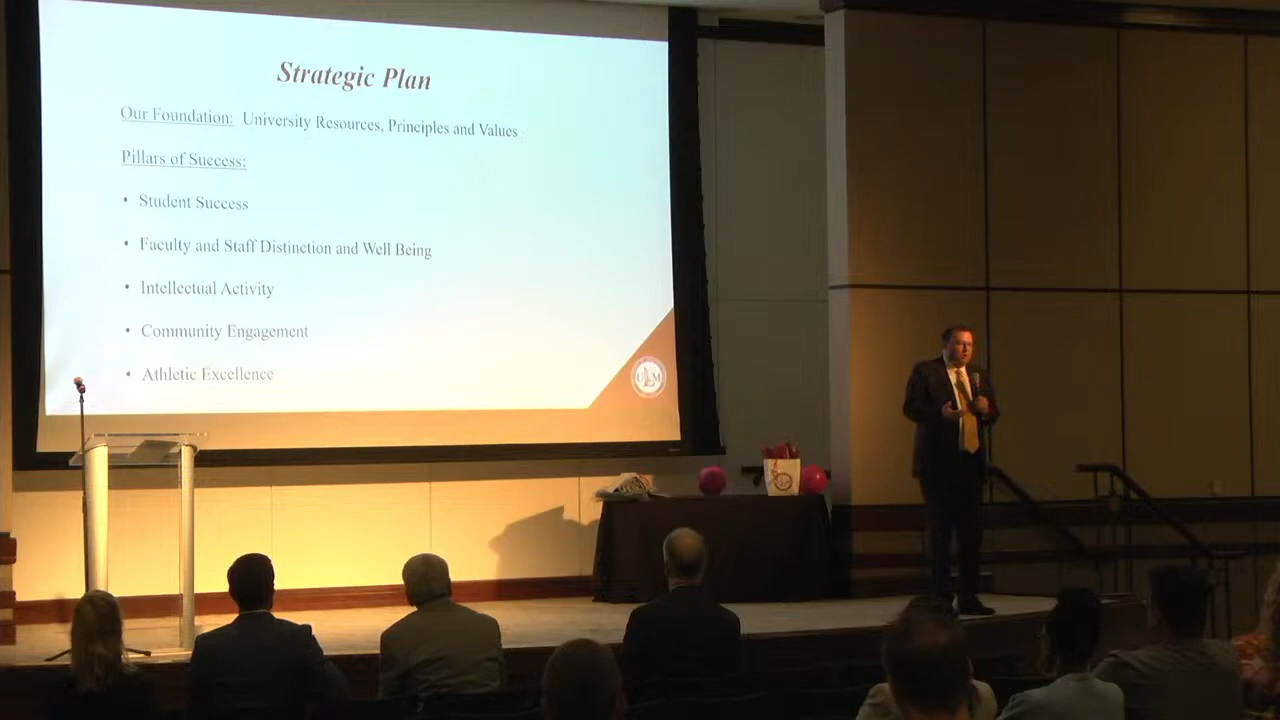 Strategic Plan
Our Foundation: University Resources, Principles and Values
Pillars of Success:
• Student Success
• Faculty and Staff Distinction and Well Being
• Intellectual Activity
• Community Engagement
• Athletic Excellence
ULM